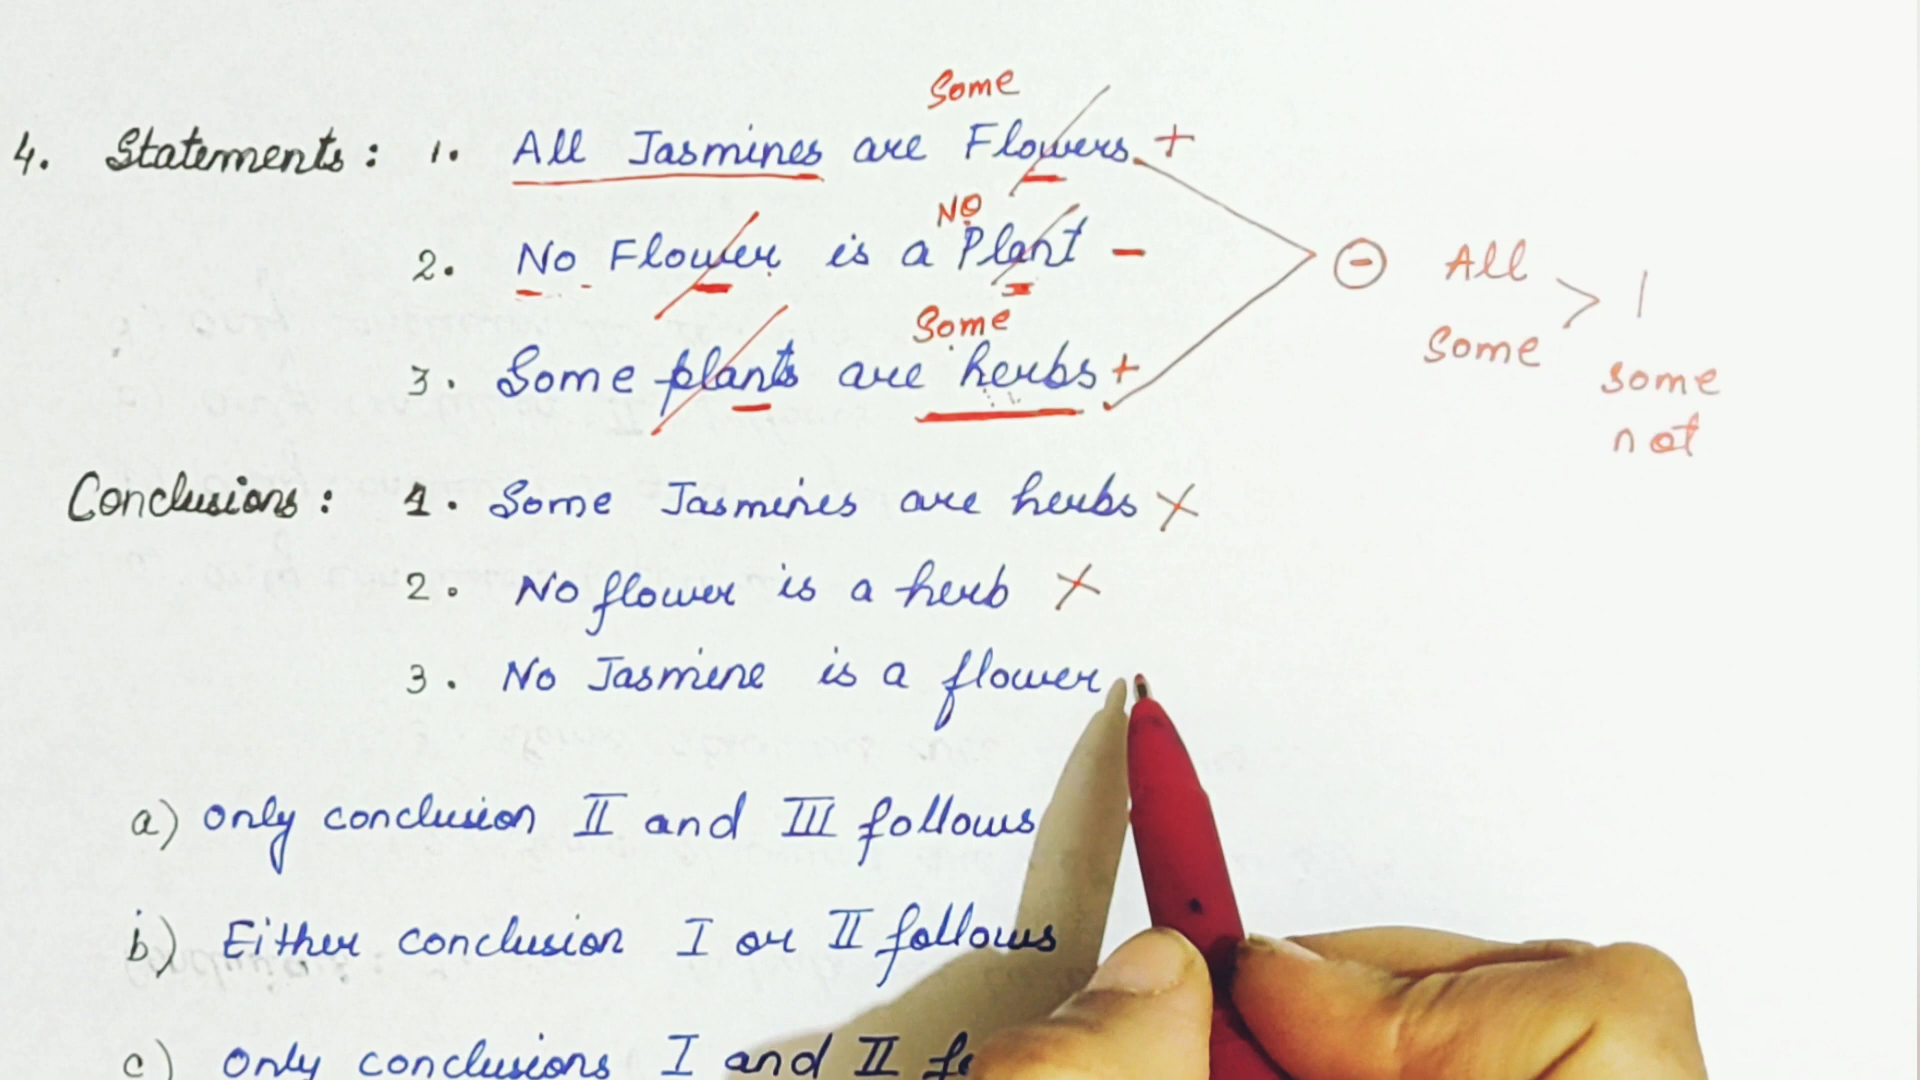 Some
4. Statements : 1. All Jasmines are Flowers. +
NO
2. No Flower is a Plant - ⊖ All > 1
Some Some
3. Some plants are herbs + some
not
Conclusions : 1. Some Jasmines are herbs X
2. No flower is a herb X
3. No Jasmine is a flower
a) only conclusion II and III follows
b) Either conclusion I or II follows
c) only conclusions I and II